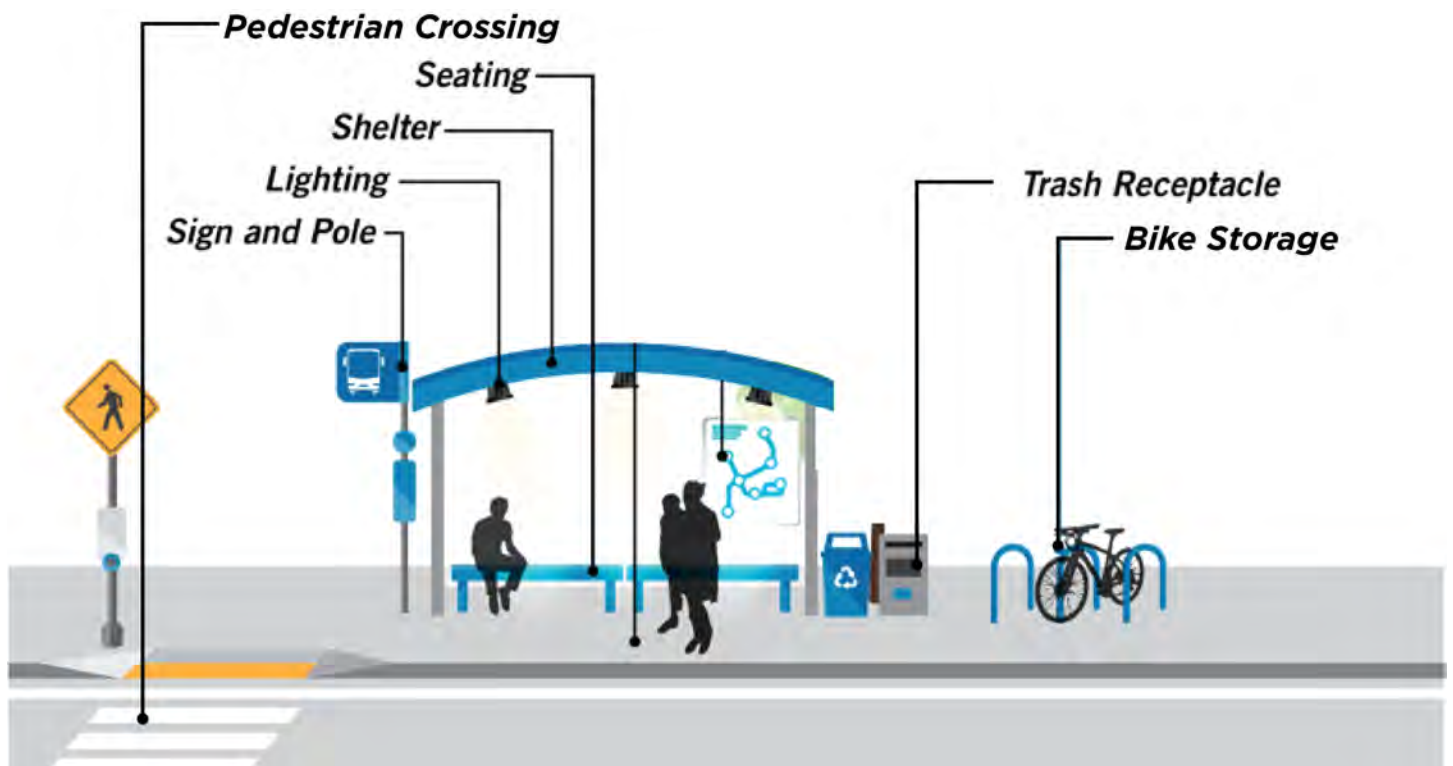 Pedestrian Crossing
Seating
Shelter
Lighting
Sign and Pole
Trash Receptacle
Bike Storage